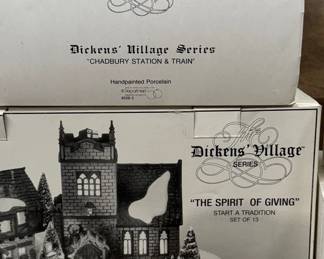 Dickens' Village Series
"CHADBURY STATION & TRAIN"
Handpainted Porcelain
The
Dickens' Village
SERIES
"THE SPIRIT OF GIVING"
START A TRADITION
SET OF 13